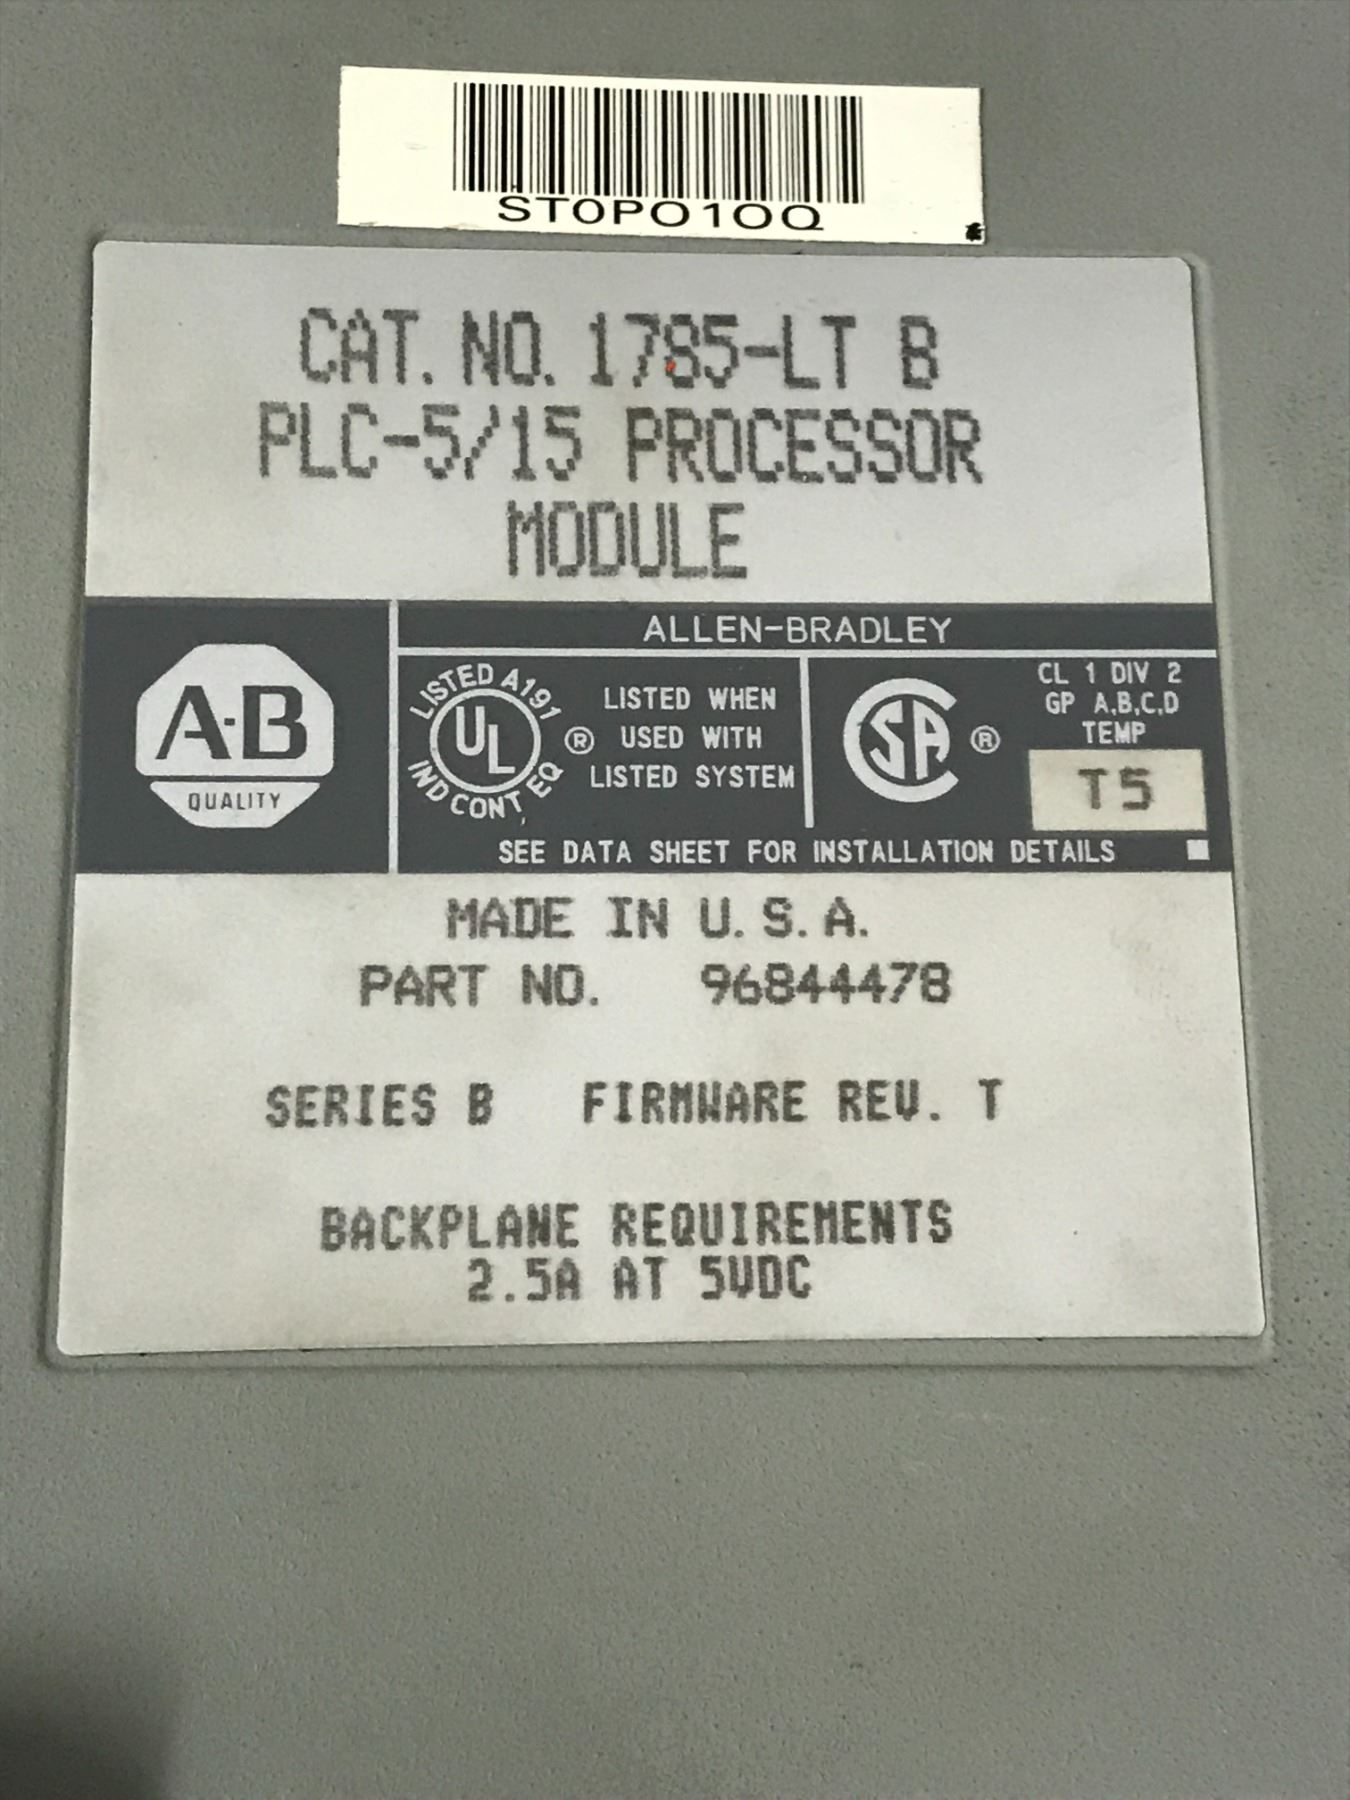 ST0PO1OQ
CAT. NO. 1785-LT B
PLC-5/15 PROCESSOR
MODULE
ALLEN-BRADLEY
A-B
QUALITY
LISTED A191
UL
IND CONT EQ
®
LISTED WHEN
USED WITH
LISTED SYSTEM
SA
®
CL 1 DIV 2
GP A,B,C,D
TEMP
T5
SEE DATA SHEET FOR INSTALLATION DETAILS
MADE IN U.S.A.
PART NO. 96844478
SERIES B FIRMWARE REV. T
BACKPLANE REQUIREMENTS
2.5A AT 5VDC